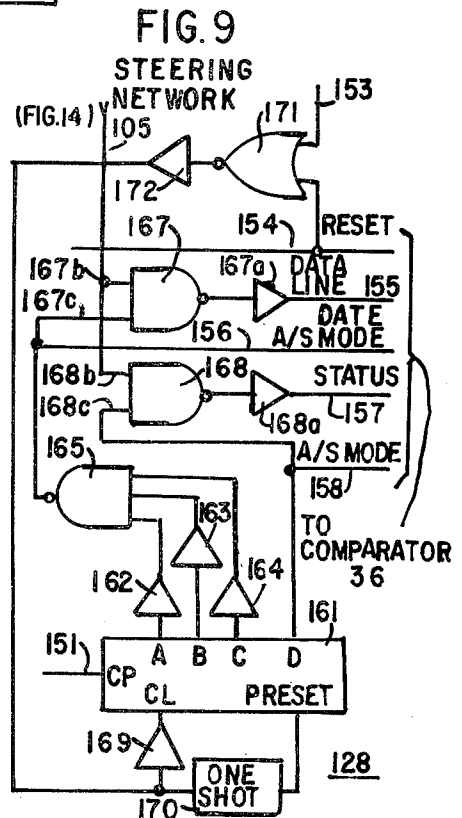 FIG. 9
STEERING
NETWORK
(FIG.14)
105
153
171
172
167
154
RESET
167b
167a
DATA
LINE
155
167c
DATE
156
A/S MODE
168b
168
STATUS
168c
168a
157
165
A/S MODE
158
163
162
164
TO
COMPARATOR
36
161
151
A B C D
CP
CL
PRESET
169
ONE
SHOT
170
128